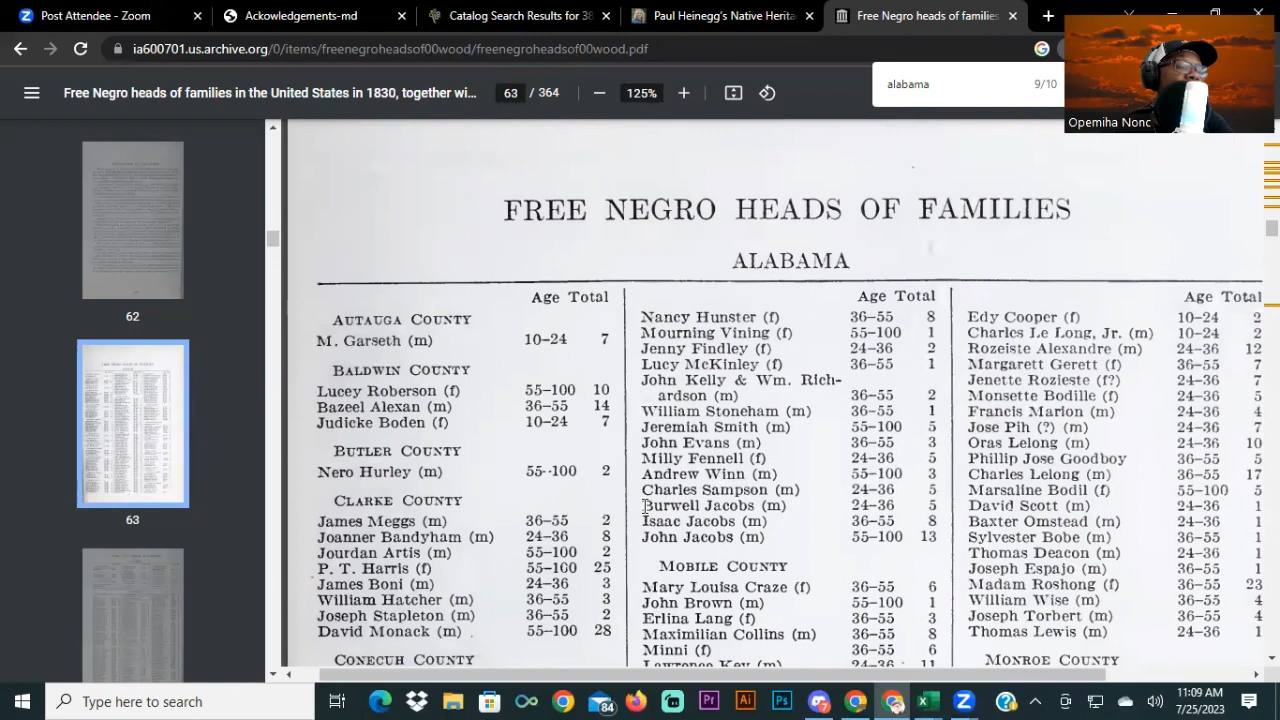 Post Attendee - Zoom
Ackowledgements-md
Catalog Search Results for 38
Paul Heinegg's Native Herita
Free Negro heads of families
ia600701.us.archive.org/0/items/freenegroheadsof00wood/freenegroheadsof00wood.pdf
alabama 9/10
Free Negro heads of families in the United States in 1830, together wi...
63 / 364
125%
Opemiha Nonc
62
63
FREE NEGRO HEADS OF FAMILIES
ALABAMA
Age Total
AUTAUGA COUNTY
M. Garseth (m) 10–24 7
BALDWIN COUNTY
Lucey Roberson (f) 55–100 10
Bazeel Alexan (m) 36–55 14
Judicke Boden (f) 10–24 7
BUTLER COUNTY
Nero Hurley (m) 55–100 2
CLARKE COUNTY
James Meggs (m) 36–55 2
Joanner Bandyham (m) 24–36 8
Jourdan Artis (m) 55–100 2
P. T. Harris (f) 55–100 25
James Boni (m) 24–36 3
William Hatcher (m) 36–55 3
Joseph Stapleton (m) 36–55 2
David Monack (m) 55–100 28
CONECUH COUNTY
Age Total
Nancy Hunster (f) 36–55 8
Mourning Vining (f) 55–100 1
Jenny Findley (f) 24–36 2
Lucy McKinley (f) 36–55 1
John Kelly & Wm. Rich-
ardson (m) 36–55 2
William Stoneham (m) 36–55 1
Jeremiah Smith (m) 55–100 5
John Evans (m) 36–55 3
Milly Fennell (f) 24–36 5
Andrew Winn (m) 55–100 3
Charles Sampson (m) 24–36 5
Burwell Jacobs (m) 24–36 5
Isaac Jacobs (m) 36–55 8
John Jacobs (m) 55–100 13
MOBILE COUNTY
Mary Louisa Craze (f) 36–55 6
John Brown (m) 55–100 1
Erlina Lang (f) 24–36 3
Maximilian Collins (m) 36–55 8
Minni (f) 36–55 6
Lawrence Key (m) 24–36 11
Age Total
Edy Cooper (f) 10–24 2
Charles Le Long, Jr. (m) 10–24 2
Rozeiste Alexandre (m) 24–36 12
Margarett Gerett (f) 36–55 7
Jenette Rozieste (f?) 24–36 7
Monsette Bodille (f) 24–36 5
Francis Marlon (m) 24–36 4
Jose Pih (?) (m) 24–36 7
Oras Lelong (m) 24–36 10
Phillip Jose Goodboy 36–55 5
Charles Lelong (m) 36–55 17
Marsaline Bodil (f) 55–100 5
David Scott (m) 24–36 1
Baxter Omstead (m) 24–36 1
Sylvester Bobe (m) 36–55 1
Thomas Deacon (m) 24–36 1
Joseph Espajo (m) 36–55 1
Madam Roshong (f) 36–55 23
William Wise (m) 36–55 4
Joseph Torbert (m) 36–55 4
Thomas Lewis (m) 24–36 1
MONROE COUNTY
Type here to search
84
Pr
Ai
Ps
11:09 AM
7/25/2023